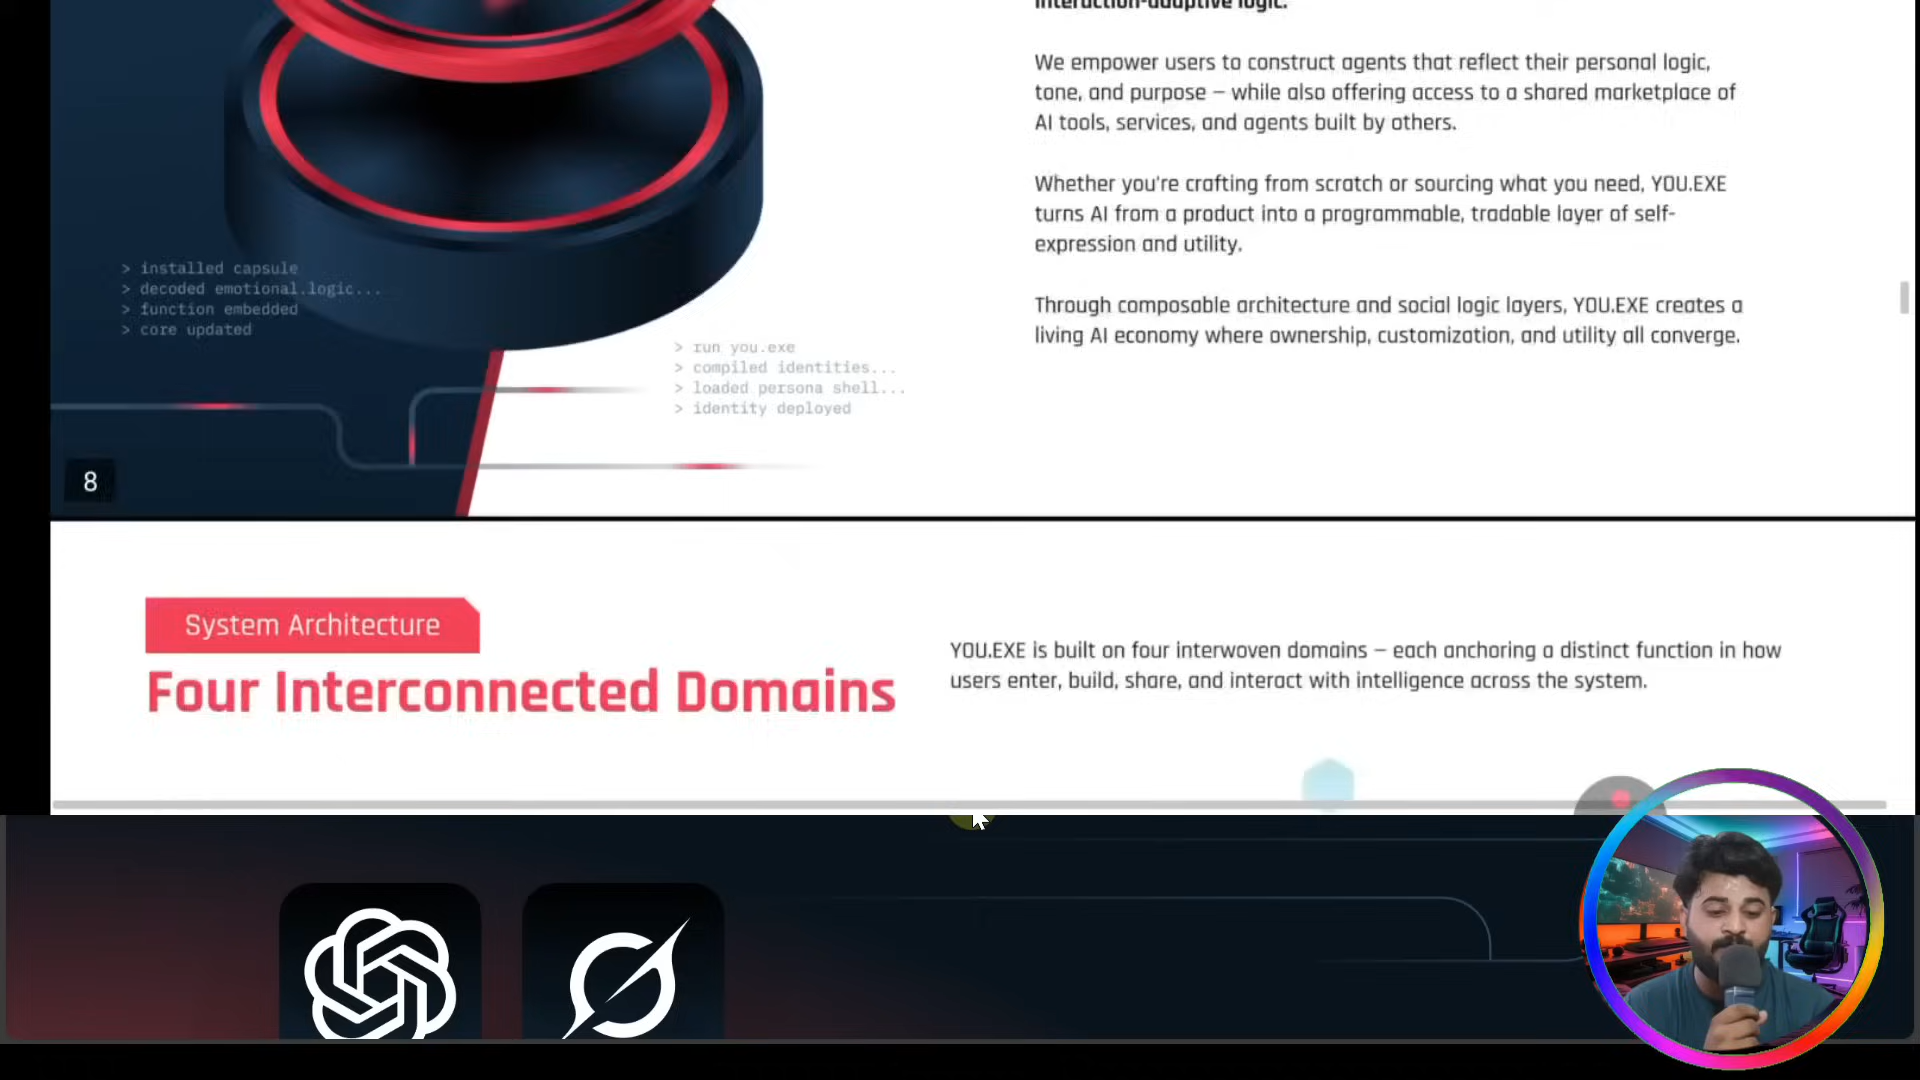 interaction-adaptive logic.
We empower users to construct agents that reflect their personal logic,
tone, and purpose – while also offering access to a shared marketplace of
AI tools, services, and agents built by others.
Whether you're crafting from scratch or sourcing what you need, YOU.EXE
turns AI from a product into a programmable, tradable layer of self-
expression and utility.
Through composable architecture and social logic layers, YOU.EXE creates a
living AI economy where ownership, customization, and utility all converge.
> installed capsule
> decoded emotional.logic...
> function embedded
> core updated
> run you.exe
> compiled identities...
> loaded persona shell...
> identity deployed
8
System Architecture
Four Interconnected Domains
YOU.EXE is built on four interwoven domains – each anchoring a distinct function in how
users enter, build, share, and interact with intelligence across the system.